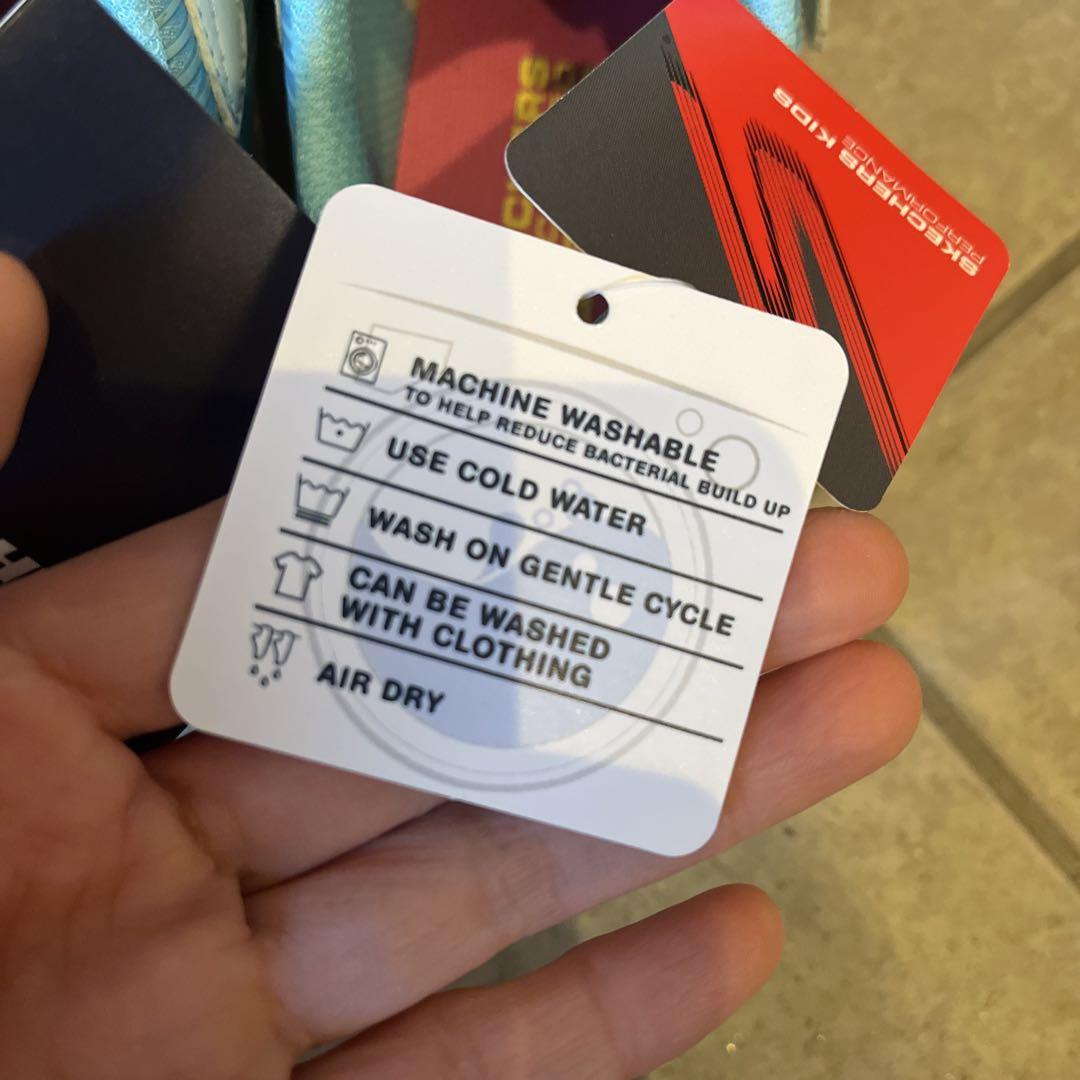 MACHINE WASHABLE
TO HELP REDUCE BACTERIAL BUILD UP
USE COLD WATER
WASH ON GENTLE CYCLE
CAN BE WASHED
WITH CLOTHING
AIR DRY
SKECHERS KIDS
PERFORMANCE